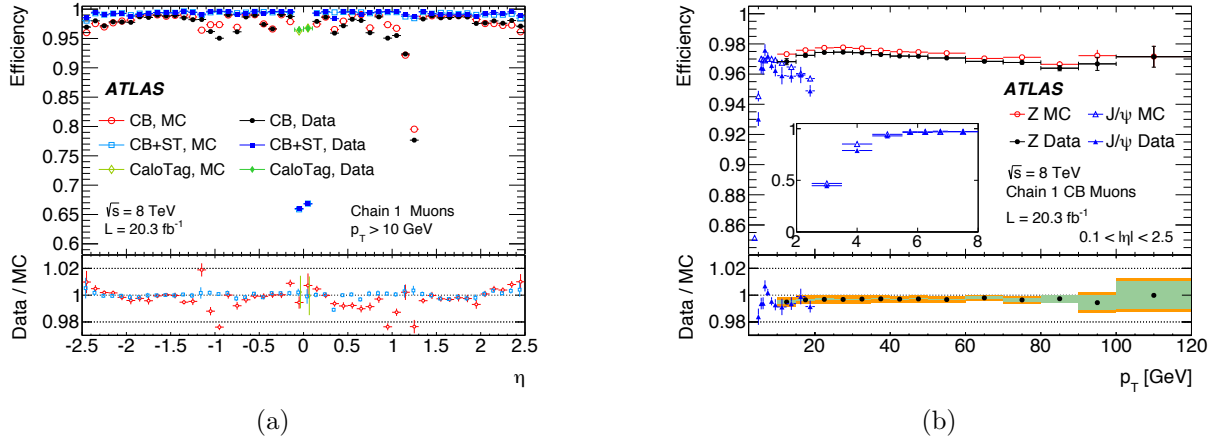 Efficiency
1
0.95
0.9
0.85
0.8
0.75
0.7
0.65
0.6
ATLAS
CB, MC
CB, Data
CB+ST, MC
CB+ST, Data
CaloTag, MC
CaloTag, Data
√s = 8 TeV
L = 20.3 fb⁻¹
Chain 1 Muons
p_T > 10 GeV
Data / MC
1.02
1
0.98
-2.5 -2 -1.5 -1 -0.5 0 0.5 1 1.5 2 2.5
η
(a)
Efficiency
1
0.98
0.96
0.94
0.92
0.9
0.88
0.86
0.84
ATLAS
Z MC
J/ψ MC
Z Data
J/ψ Data
√s = 8 TeV
Chain 1 CB Muons
L = 20.3 fb⁻¹
0.1 < |η| < 2.5
1
0.5
0
2 4 6 8
Data / MC
1.02
1
0.98
20 40 60 80 100 120
p_T [GeV]
(b)